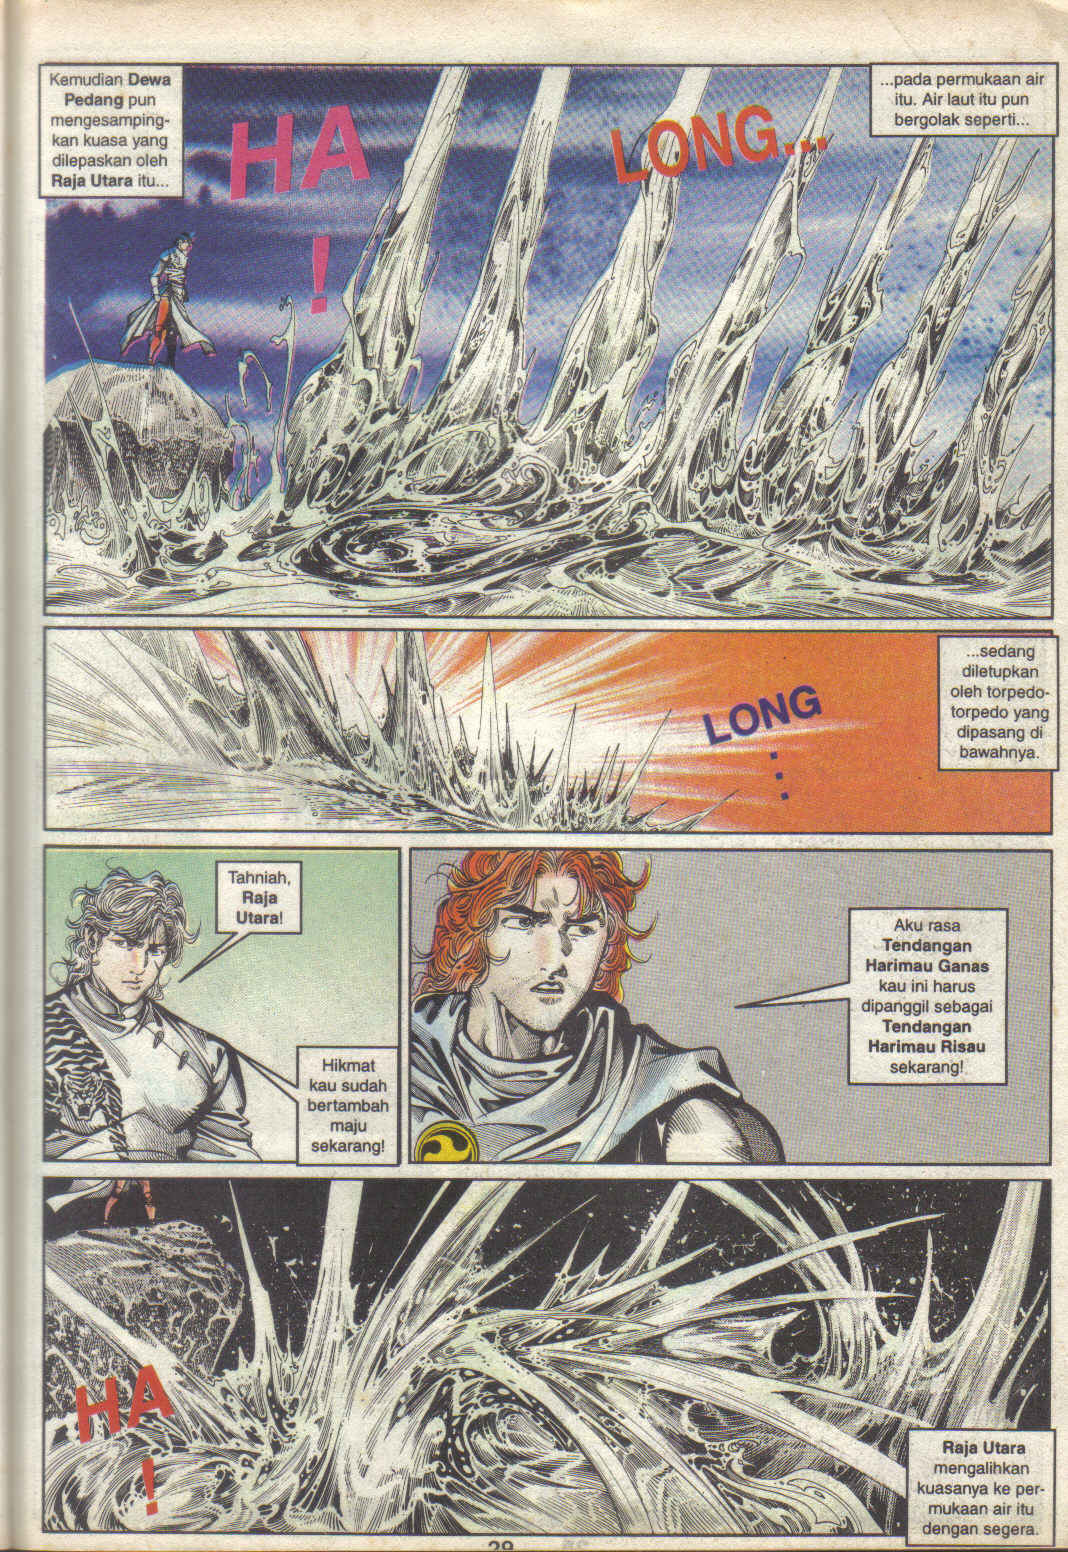 Kemudian Dewa
Pedang pun
mengesamping-
kan kuasa yang
dilepaskan oleh
Raja Utara itu...
HA
!
LONG...
...pada permukaan air
itu. Air laut itu pun
bergolak seperti...
LONG
...
...sedang
diletupkan
oleh torpedo-
torpedo yang
dipasang di
bawahnya.
Tahniah,
Raja
Utara!
Hikmat
kau sudah
bertambah
maju
sekarang!
Aku rasa
Tendangan
Harimau Ganas
kau ini harus
dipanggil sebagai
Tendangan
Harimau Risau
sekarang!
HA
!
Raja Utara
mengalihkan
kuasanya ke per-
mukaan air itu
dengan segera.